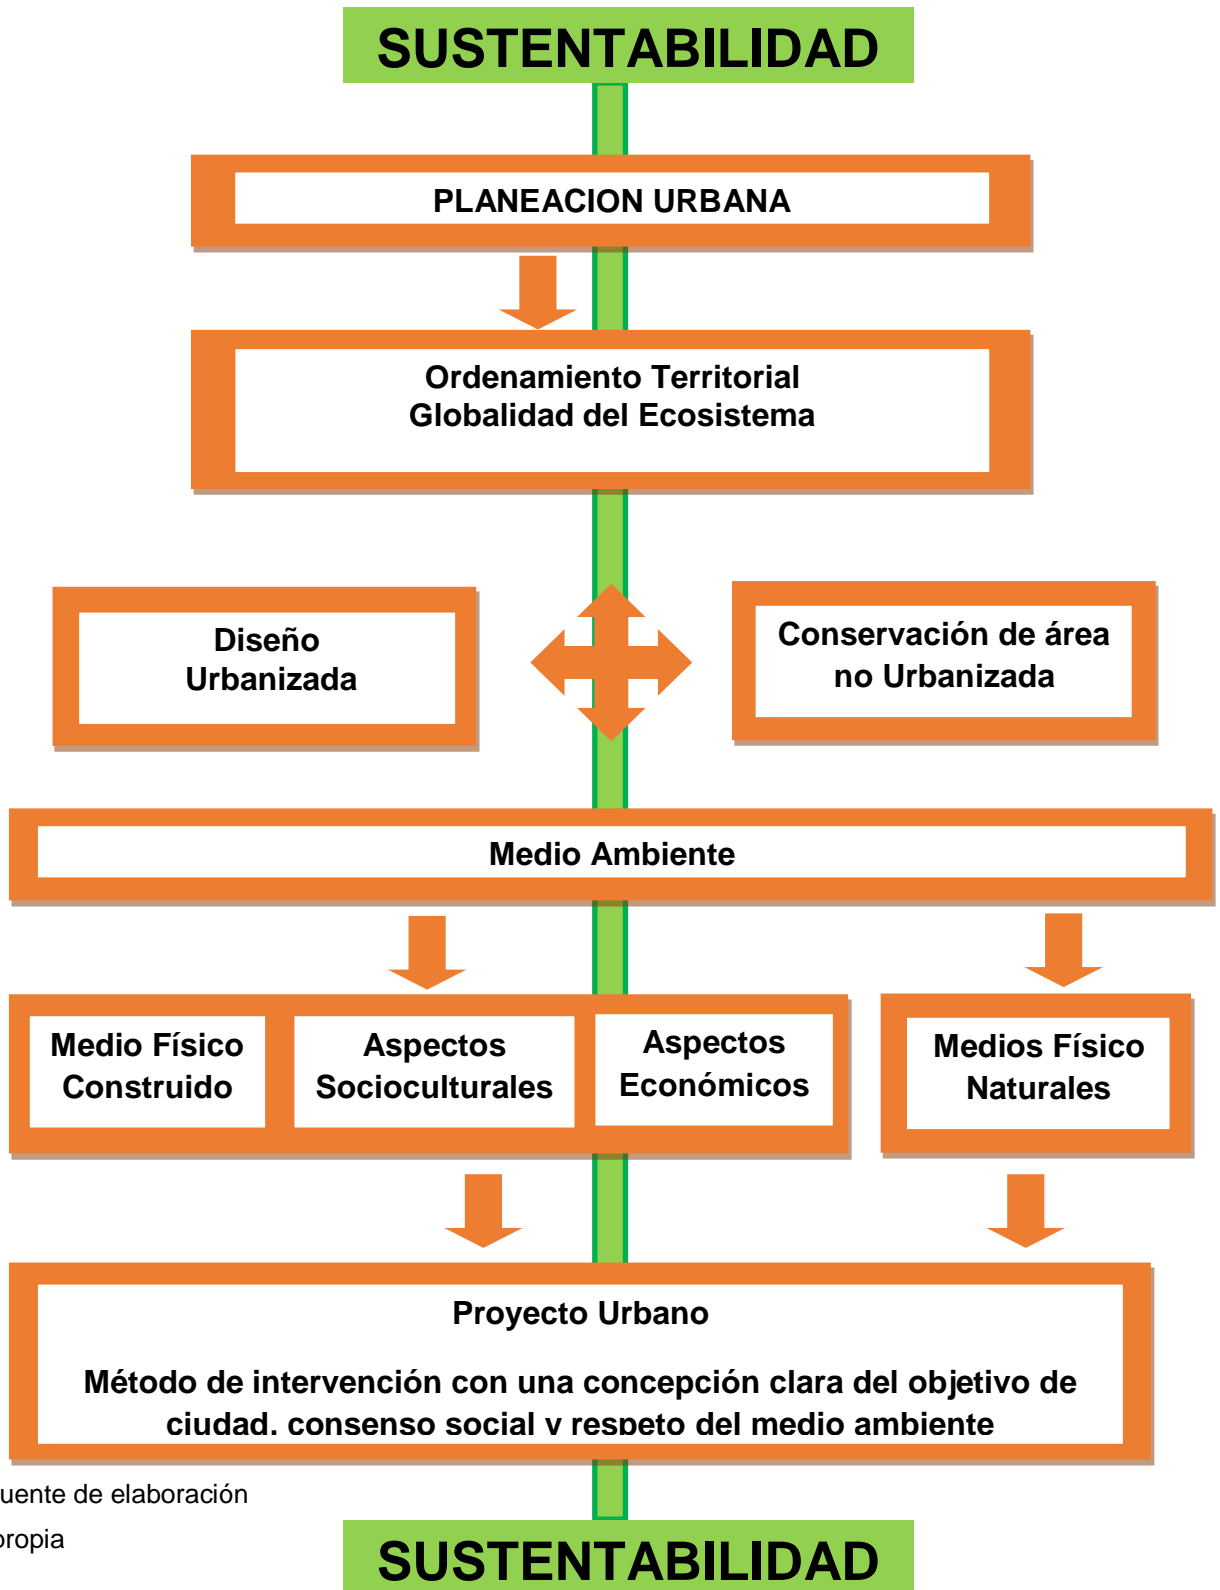 SUSTENTABILIDAD
PLANEACION URBANA
Ordenamiento Territorial
Globalidad del Ecosistema
Diseño
Urbanizada
Conservación de área
no Urbanizada
Medio Ambiente
Medio Físico
Construido
Aspectos
Socioculturales
Aspectos
Económicos
Medios Físico
Naturales
Proyecto Urbano
Método de intervención con una concepción clara del objetivo de
ciudad, consenso social y respeto del medio ambiente
uente de elaboración
propia
SUSTENTABILIDAD